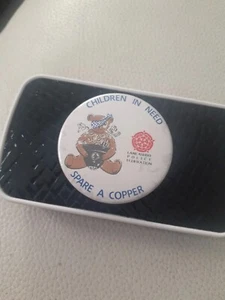 CHILDREN IN NEED
LANCASHIRE
POLICE
FEDERATION
SPARE A COPPER